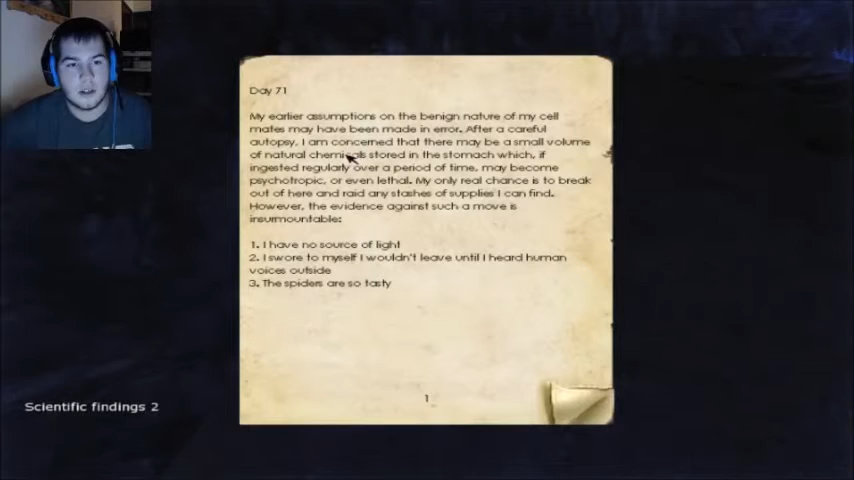 Day 71
My earlier assumptions on the benign nature of my cell
mates may have been made in error. After a careful
autopsy, I am concerned that there may be a small volume
of natural chemicals stored in the stomach which, if
ingested regularly over a period of time, may become
psychotropic, or even lethal. My only real chance is to break
out of here and raid any stashes of supplies I can find.
However, the evidence against such a move is
insurmountable:
1. I have no source of light
2. I swore to myself I wouldn't leave until I heard human
voices outside
3. The spiders are so tasty
1
Scientific findings 2